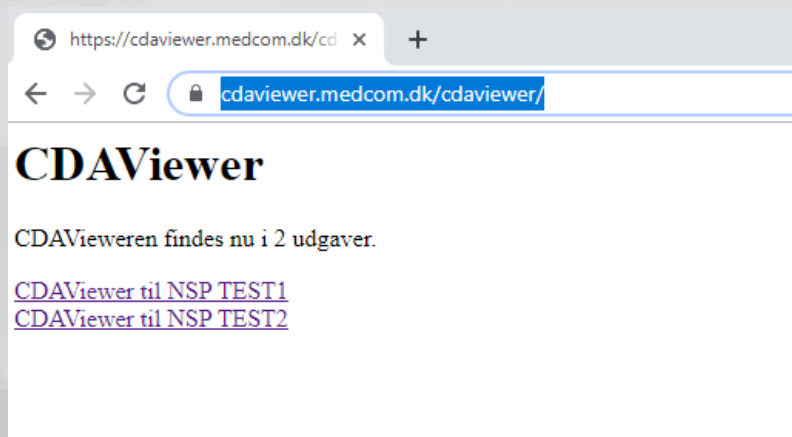 https://cdaviewer.medcom.dk/cd
cdaviewer.medcom.dk/cdaviewer/
CDAViewer
CDAVieweren findes nu i 2 udgaver.
CDAViewer til NSP TEST1
CDAViewer til NSP TEST2